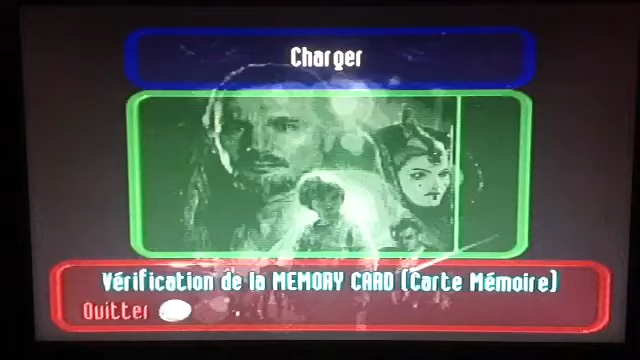 Charger
Vérification de la MEMORY CARD (Carte Mémoire)
Quitter